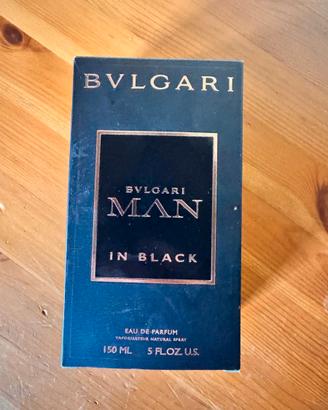 BVLGARI
BVLGARI
MAN
IN BLACK
EAU DE PARFUM
VAPORISATEUR NATURAL SPRAY
150 ML 5 FL.OZ. U.S.